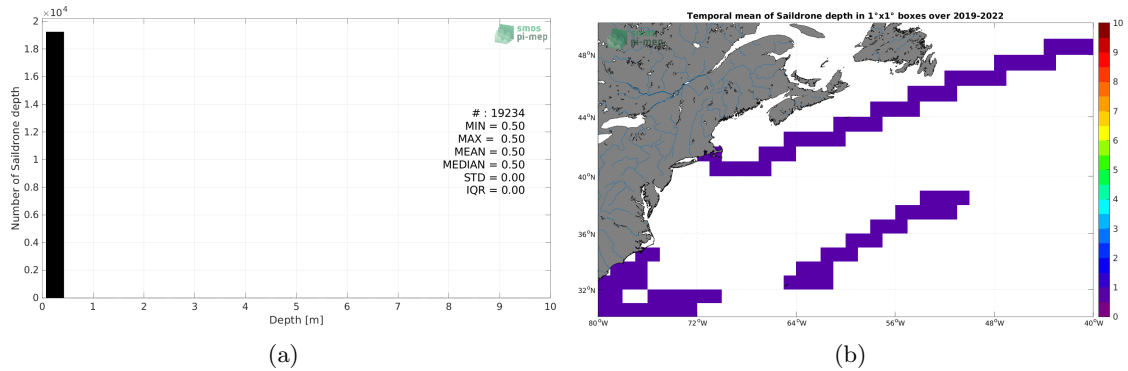 ×10⁴
2
1.8
1.6
1.4
1.2
1
0.8
0.6
0.4
0.2
0
Number of Saildrone depth
smos
pi-mep
# : 19234
MIN = 0.50
MAX = 0.50
MEAN = 0.50
MEDIAN = 0.50
STD = 0.00
IQR = 0.00
0 1 2 3 4 5 6 7 8 9 10
Depth [m]
(a)
Temporal mean of Saildrone depth in 1°x1° boxes over 2019-2022
smos
pi-mep
48°N
44°N
40°N
36°N
32°N
80°W 72°W 64°W 56°W 48°W 40°W
10
9
8
7
6
5
4
3
2
1
0
(b)